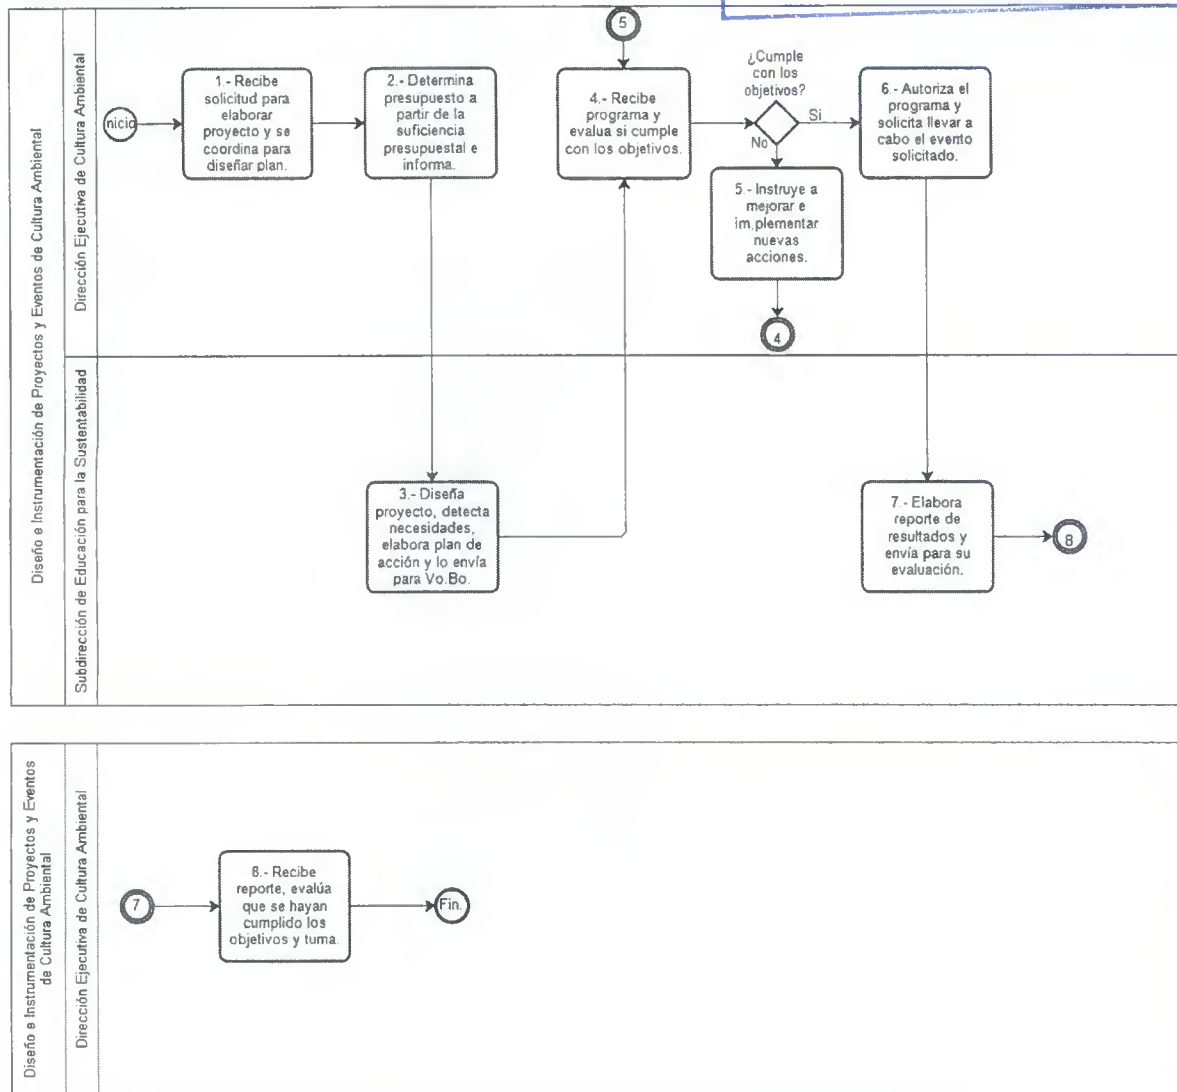 Diseño e Instrumentación de Proyectos y Eventos de Cultura Ambiental
Dirección Ejecutiva de Cultura Ambiental
nicio
1.- Recibe
solicitud para
elaborar
proyecto y se
coordina para
diseñar plan.
2.- Determina
presupuesto a
partir de la
suficiencia
presupuestal e
informa.
5
4.- Recibe
programa y
evalua si cumple
con los objetivos.
¿Cumple
con los
objetivos?
Si
No
6.- Autoriza el
programa y
solicita llevar a
cabo el evento
solicitado.
5.- Instruye a
mejorar e
im,plementar
nuevas
acciones.
4
Subdirección de Educación para la Sustentabilidad
3.- Diseña
proyecto, detecta
necesidades,
elabora plan de
acción y lo envía
para Vo.Bo.
7.- Elabora
reporte de
resultados y
envía para su
evaluación.
8
Diseño e Instrumentación de Proyectos y Eventos
de Cultura Ambiental
Dirección Ejecutiva de Cultura Ambiental
7
8.- Recibe
reporte, evalúa
que se hayan
cumplido los
objetivos y turna.
Fin.